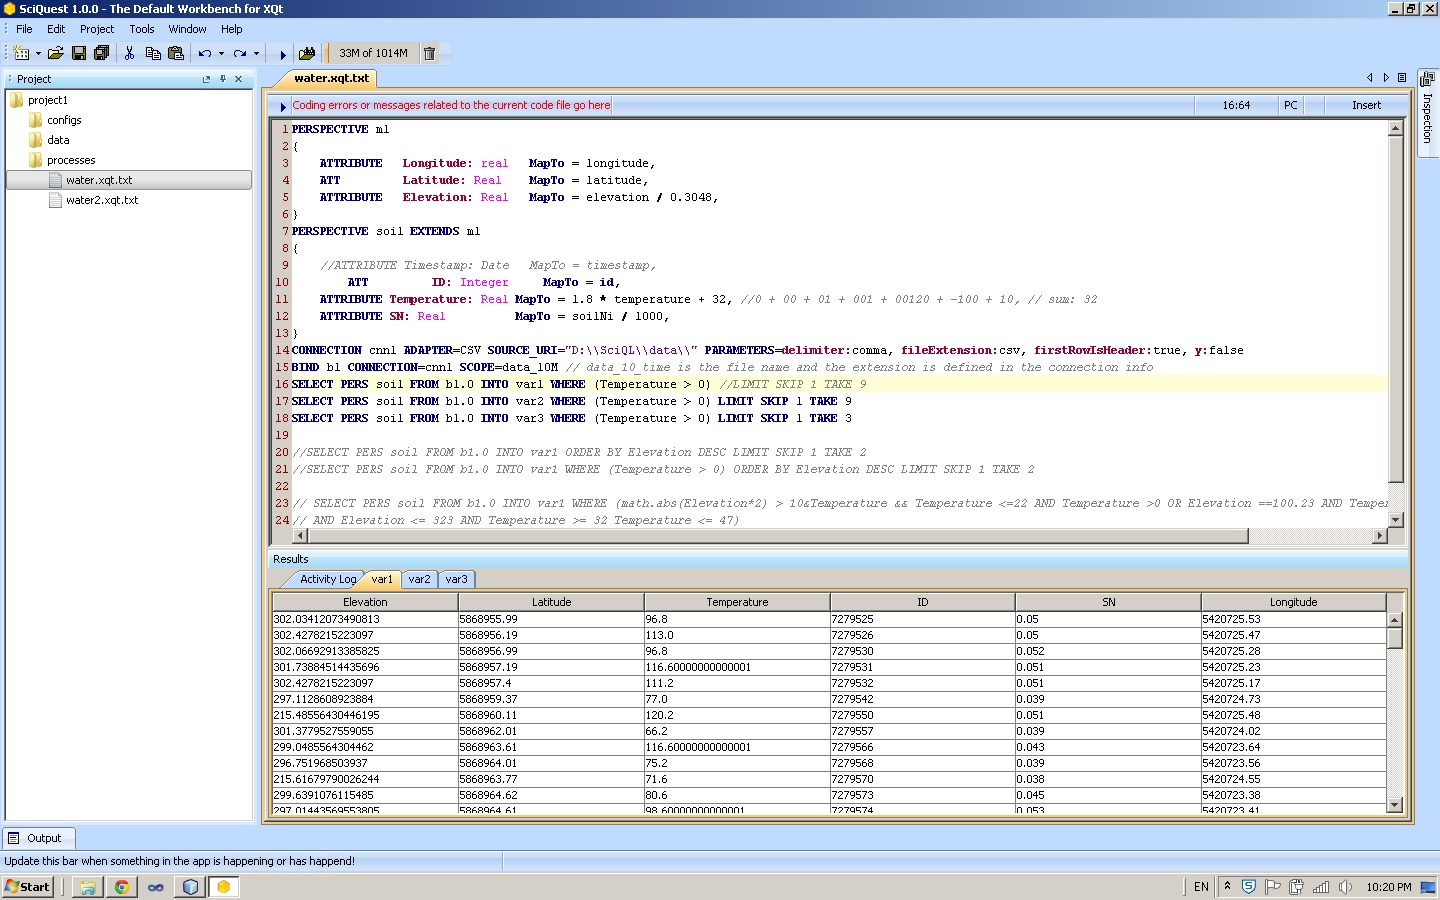 SciQuest 1.0.0 - The Default Workbench for XQt
File Edit Project Tools Window Help
33M of 1014M
Project
project1
configs
data
processes
water.xqt.txt
water2.xqt.txt
water.xqt.txt
Coding errors or messages related to the current code file go here
16:64 PC Insert
Inspection
1 PERSPECTIVE ml
2 {
3 ATTRIBUTE Longitude: real MapTo = longitude,
4 ATT Latitude: Real MapTo = latitude,
5 ATTRIBUTE Elevation: Real MapTo = elevation / 0.3048,
6 }
7 PERSPECTIVE soil EXTENDS ml
8 {
9 //ATTRIBUTE Timestamp: Date MapTo = timestamp,
10 ATT ID: Integer MapTo = id,
11 ATTRIBUTE Temperature: Real MapTo = 1.8 * temperature + 32, //0 + 00 + 01 + 001 + 00120 + -100 + 10, // sum: 32
12 ATTRIBUTE SN: Real MapTo = soilNi / 1000,
13 }
14 CONNECTION cnn1 ADAPTER=CSV SOURCE_URI="D:\\SciQL\\data\\" PARAMETERS=delimiter:comma, fileExtension:csv, firstRowIsHeader:true, y:false
15 BIND b1 CONNECTION=cnn1 SCOPE=data_10M // data_10_time is the file name and the extension is defined in the connection info
16 SELECT PERS soil FROM b1.0 INTO var1 WHERE (Temperature > 0) //LIMIT SKIP 1 TAKE 9
17 SELECT PERS soil FROM b1.0 INTO var2 WHERE (Temperature > 0) LIMIT SKIP 1 TAKE 9
18 SELECT PERS soil FROM b1.0 INTO var3 WHERE (Temperature > 0) LIMIT SKIP 1 TAKE 3
19
20 //SELECT PERS soil FROM b1.0 INTO var1 ORDER BY Elevation DESC LIMIT SKIP 1 TAKE 2
21 //SELECT PERS soil FROM b1.0 INTO var1 WHERE (Temperature > 0) ORDER BY Elevation DESC LIMIT SKIP 1 TAKE 2
22
23 // SELECT PERS soil FROM b1.0 INTO var1 WHERE (math.abs(Elevation*2) > 10&Temperature && Temperature <=22 AND Temperature >0 OR Elevation ==100.23 AND Temper
24 // AND Elevation <= 323 AND Temperature >= 32 Temperature <= 47)
Results
Activity Log var1 var2 var3
Elevation Latitude Temperature ID SN Longitude
302.03412073490813 5868955.99 96.8 7279525 0.05 5420725.53
302.4278215223097 5868956.19 113.0 7279526 0.05 5420725.47
302.06692913385825 5868956.99 96.8 7279530 0.052 5420725.28
301.73884514435696 5868957.19 116.60000000000001 7279531 0.051 5420725.23
302.4278215223097 5868957.4 111.2 7279532 0.051 5420725.17
297.1128608923884 5868959.37 77.0 7279542 0.039 5420724.73
215.48556430446195 5868960.11 120.2 7279550 0.051 5420725.48
301.3779527559055 5868962.01 66.2 7279557 0.039 5420724.02
299.0485564304462 5868963.61 116.60000000000001 7279566 0.043 5420723.64
296.751968503937 5868964.01 75.2 7279568 0.039 5420723.56
215.61679790026244 5868963.77 71.6 7279570 0.038 5420724.55
299.6391076115485 5868964.62 80.6 7279573 0.045 5420723.38
297.01443569553805 5868964.61 98.60000000000001 7279574 0.053 5420723.41
Output
Update this bar when something in the app is happening or has happend!
Start EN 10:20 PM